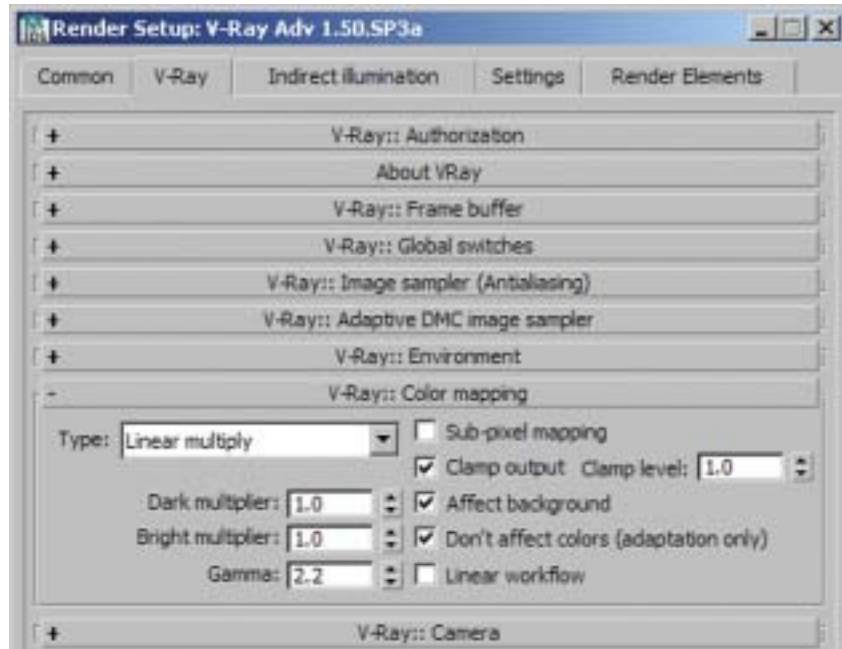 Render Setup: V-Ray Adv 1.50.SP3a
Common V-Ray Indirect illumination Settings Render Elements
+ V-Ray:: Authorization
+ About VRay
+ V-Ray:: Frame buffer
+ V-Ray:: Global switches
+ V-Ray:: Image sampler (Antialiasing)
+ V-Ray:: Adaptive DMC image sampler
+ V-Ray:: Environment
- V-Ray:: Color mapping
Type: Linear multiply Sub-pixel mapping
Clamp output Clamp level: 1.0
Dark multiplier: 1.0 Affect background
Bright multiplier: 1.0 Don't affect colors (adaptation only)
Gamma: 2.2 Linear workflow
+ V-Ray:: Camera